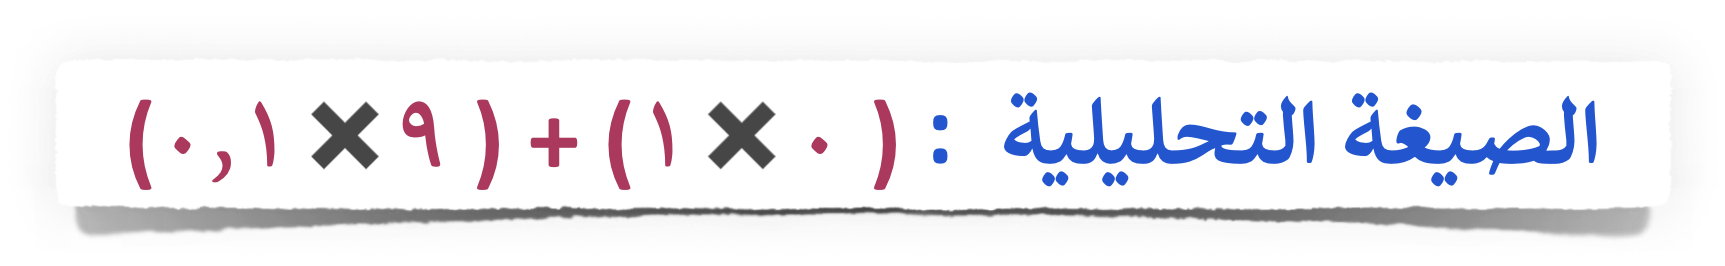 الصيغة التحليلية : ( ٠ ✖ ١ ) + ( ٩ ✖ ٠,١ )